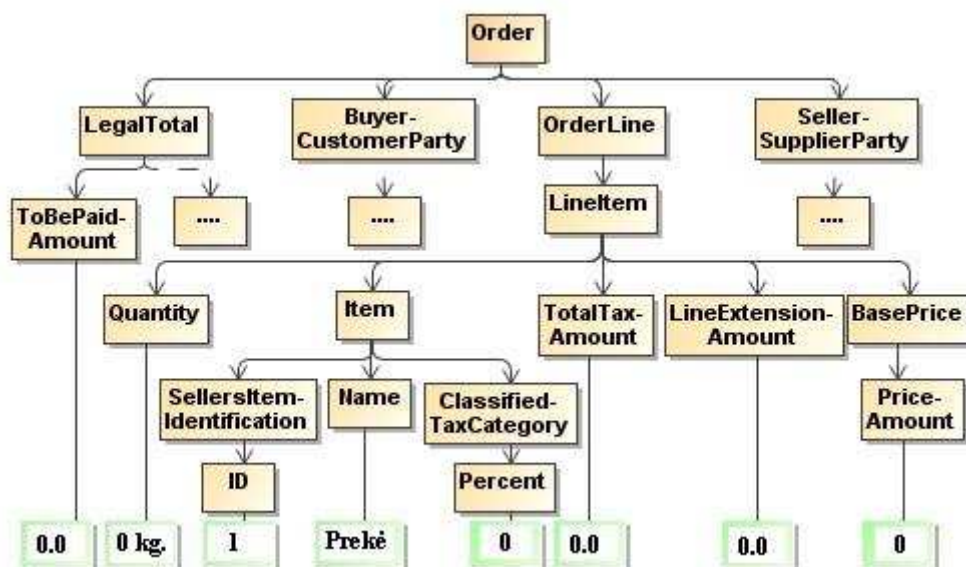 Order
LegalTotal
Buyer-
CustomerParty
OrderLine
Seller-
SupplierParty
ToBePaid-
Amount
....
....
LineItem
....
Quantity
Item
TotalTax-
Amount
LineExtension-
Amount
BasePrice
SellersItem-
Identification
Name
Classified-
TaxCategory
Price-
Amount
ID
Percent
0.0
0 kg.
1
Prekė
0
0.0
0.0
0